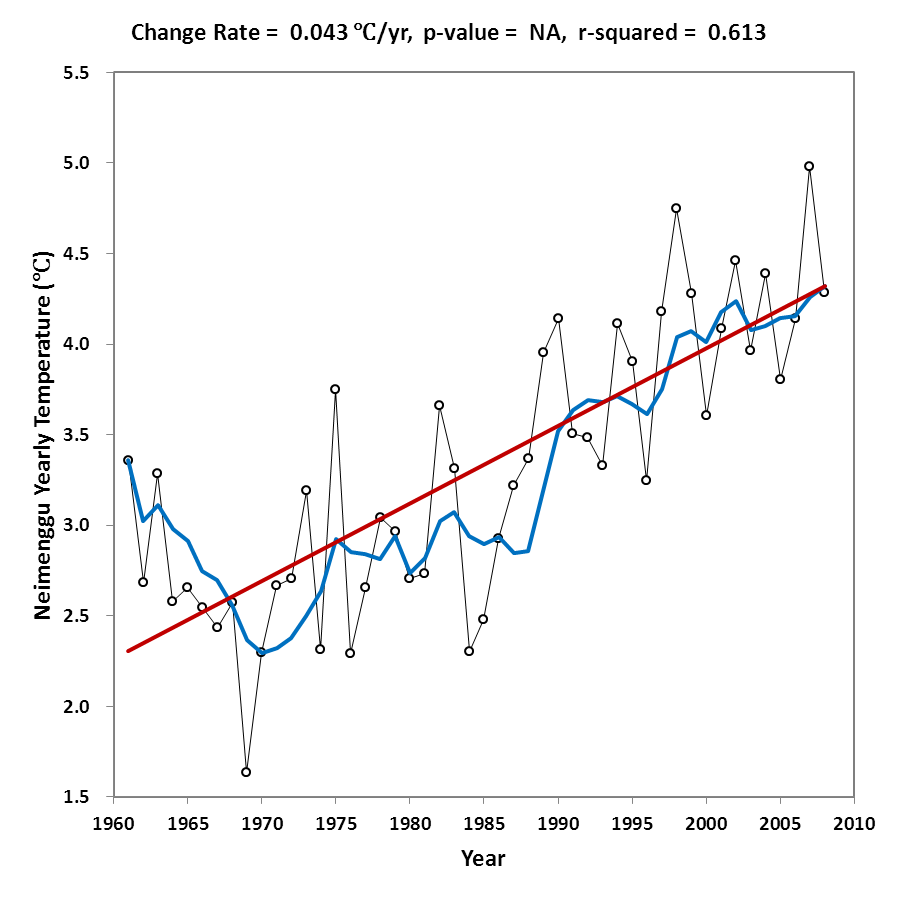 Change Rate = 0.043 ℃/yr, p-value = NA, r-squared = 0.613
5.5
5.0
4.5
4.0
3.5
3.0
2.5
2.0
1.5
Neimenggu Yearly Temperature (℃)
1960 1965 1970 1975 1980 1985 1990 1995 2000 2005 2010
Year